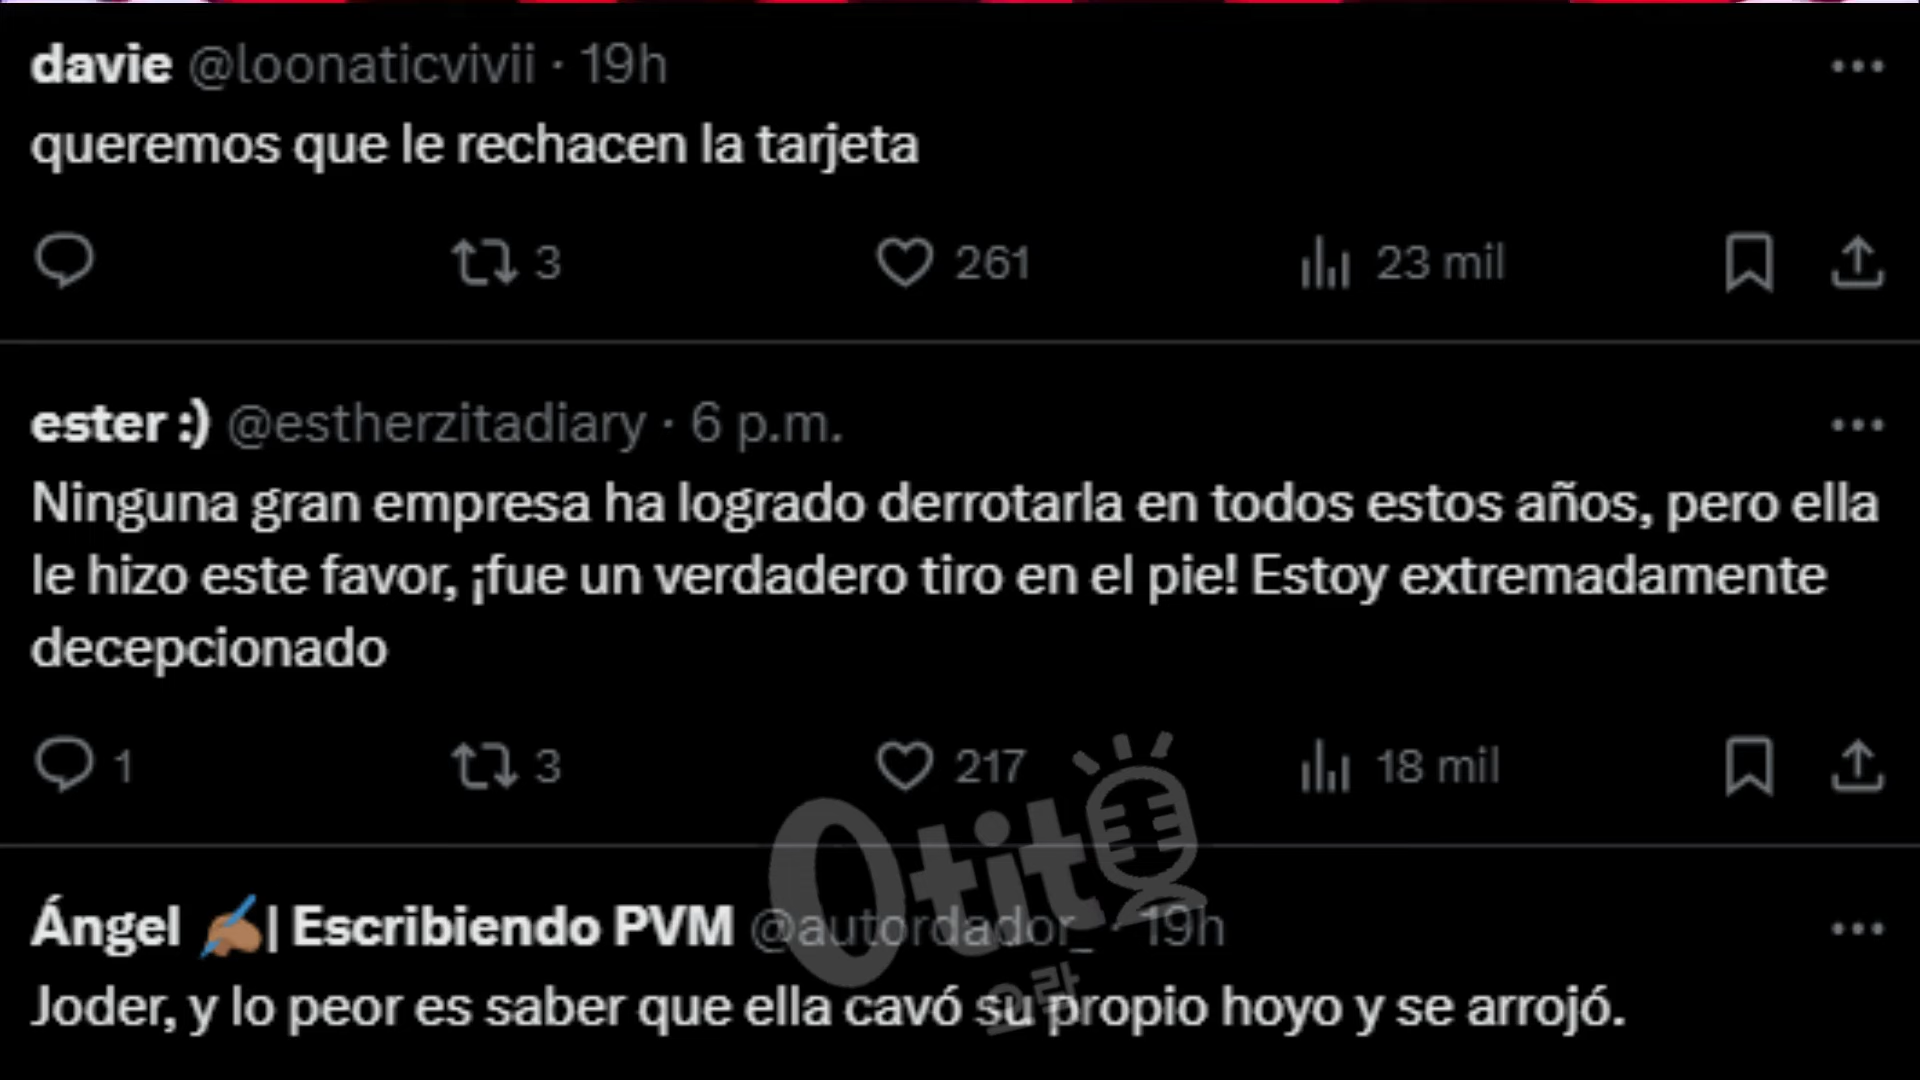 davie @loonaticvivii · 19h
queremos que le rechacen la tarjeta
3 261 23 mil
ester :) @estherzitadiary · 6 p.m.
Ninguna gran empresa ha logrado derrotarla en todos estos años, pero ella
le hizo este favor, ¡fue un verdadero tiro en el pie! Estoy extremadamente
decepcionado
1 3 217 18 mil
Otito
Ángel ✍🏽| Escribiendo PVM @autordador_ · 19h
Joder, y lo peor es saber que ella cavó su propio hoyo y se arrojó.